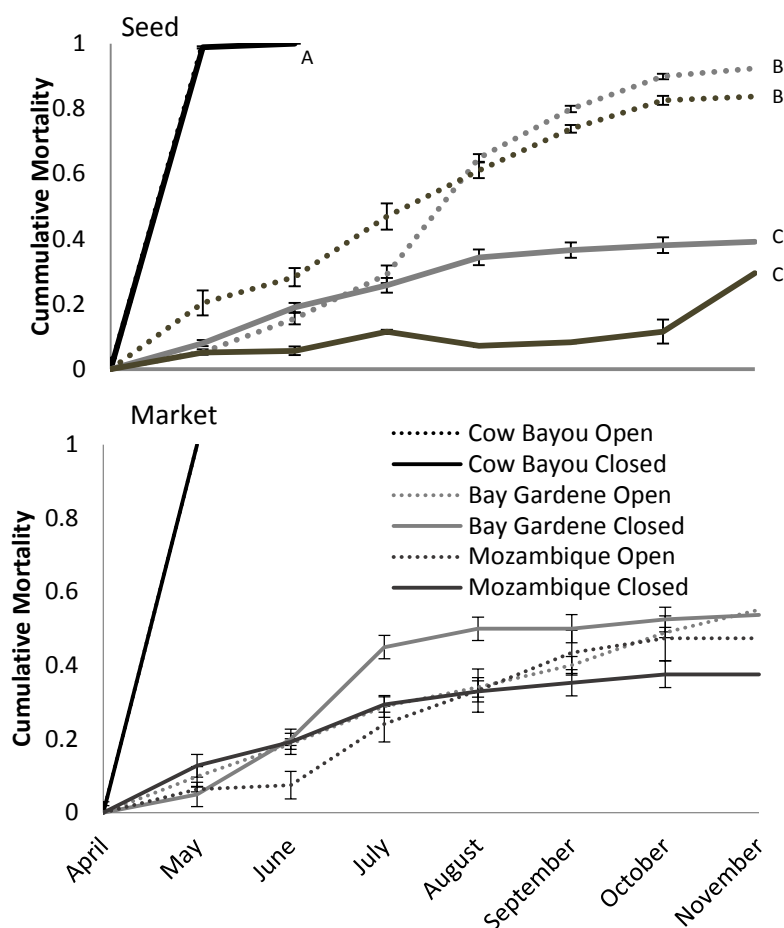 Seed
Cummulative Mortality
1
0.8
0.6
0.4
0.2
0
A
B
B
C
C
Market
Cumulative Mortality
1
0.8
0.6
0.4
0.2
0
Cow Bayou Open
Cow Bayou Closed
Bay Gardene Open
Bay Gardene Closed
Mozambique Open
Mozambique Closed
April
May
June
July
August
September
October
November